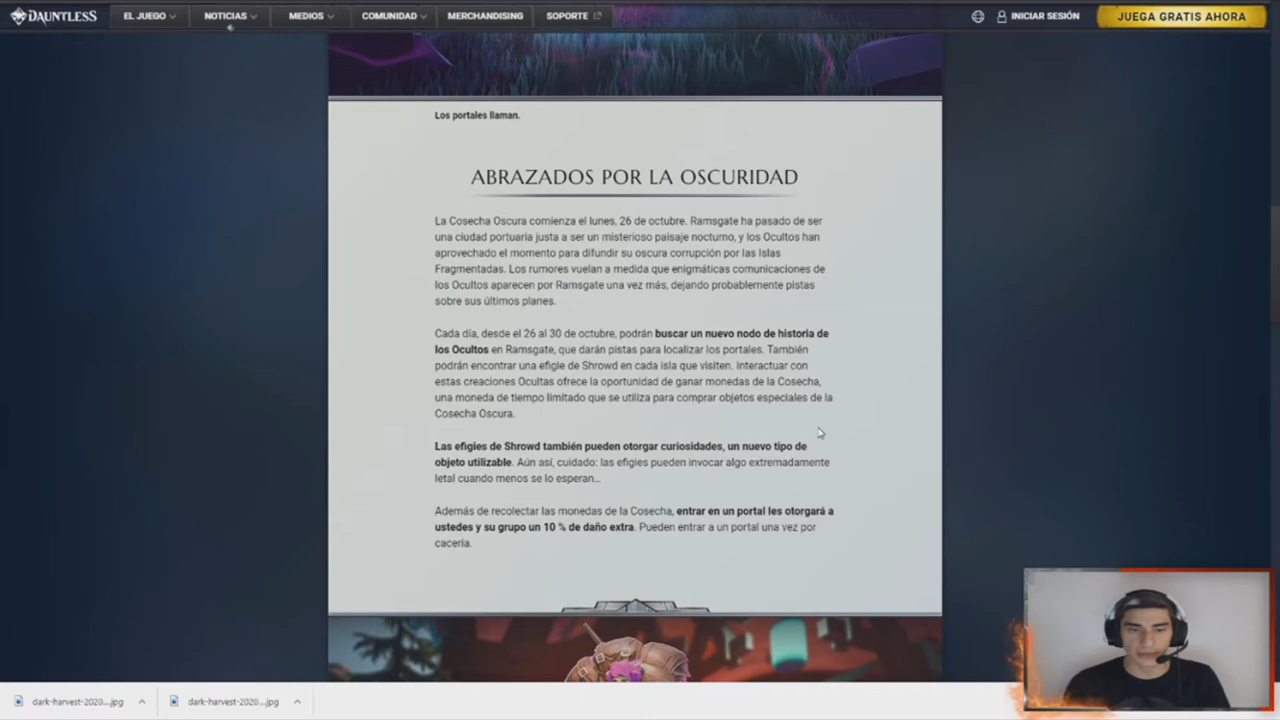 DAUNTLESS
EL JUEGO
NOTICIAS
MEDIOS
COMUNIDAD
MERCHANDISING
SOPORTE
INICIAR SESIÓN
JUEGA GRATIS AHORA
Los portales llaman.
ABRAZADOS POR LA OSCURIDAD
La Cosecha Oscura comienza el lunes, 26 de octubre. Ramsgate ha pasado de ser
una ciudad portuaria justa a ser un misterioso paisaje nocturno, y los Ocultos han
aprovechado el momento para difundir su oscura corrupción por las Islas
Fragmentadas. Los rumores vuelan a medida que enigmáticas comunicaciones de
los Ocultos aparecen por Ramsgate una vez más, dejando probablemente pistas
sobre sus últimos planes.
Cada día, desde el 26 al 30 de octubre, podrán buscar un nuevo nodo de historia de
los Ocultos en Ramsgate, que darán pistas para localizar los portales. También
podrán encontrar una efigie de Shrowd en cada isla que visiten. Interactuar con
estas creaciones Ocultas ofrece la oportunidad de ganar monedas de la Cosecha,
una moneda de tiempo limitado que se utiliza para comprar objetos especiales de la
Cosecha Oscura.
Las efigies de Shrowd también pueden otorgar curiosidades, un nuevo tipo de
objeto utilizable. Aún así, cuidado: las efigies pueden invocar algo extremadamente
letal cuando menos se lo esperan...
Además de recolectar las monedas de la Cosecha, entrar en un portal les otorgará a
ustedes y su grupo un 10 % de daño extra. Pueden entrar a un portal una vez por
cacería.
dark-harvest-2020....jpg
dark-harvest-2020....jpg